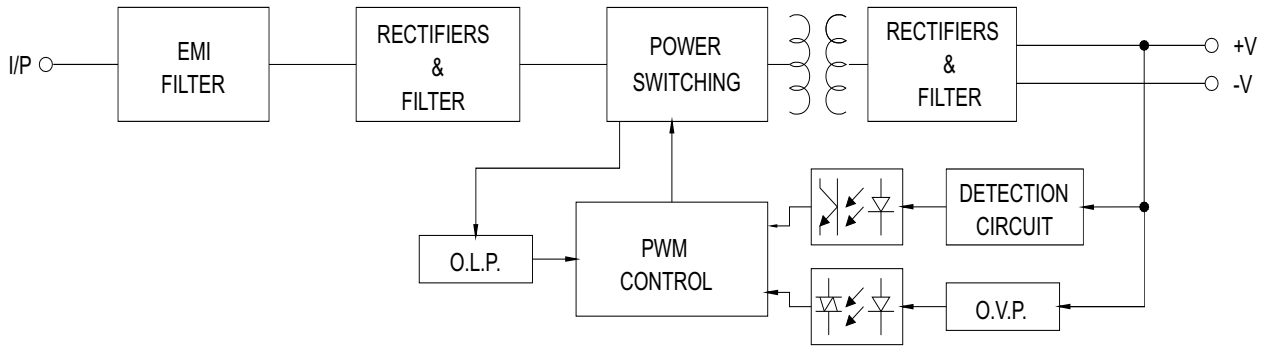 I/P
EMI
FILTER
RECTIFIERS
&
FILTER
POWER
SWITCHING
RECTIFIERS
&
FILTER
+V
-V
DETECTION
CIRCUIT
O.L.P.
PWM
CONTROL
O.V.P.